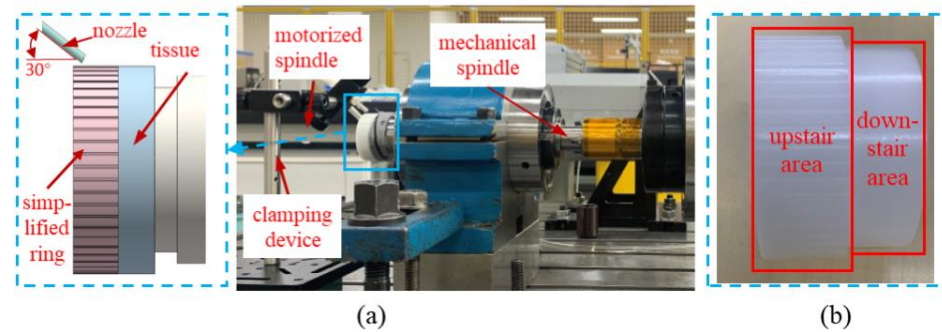 nozzle
30°
tissue
simp-
lified
ring
motorized
spindle
mechanical
spindle
clamping
device
(a)
upstair
area
down-
stair
area
(b)